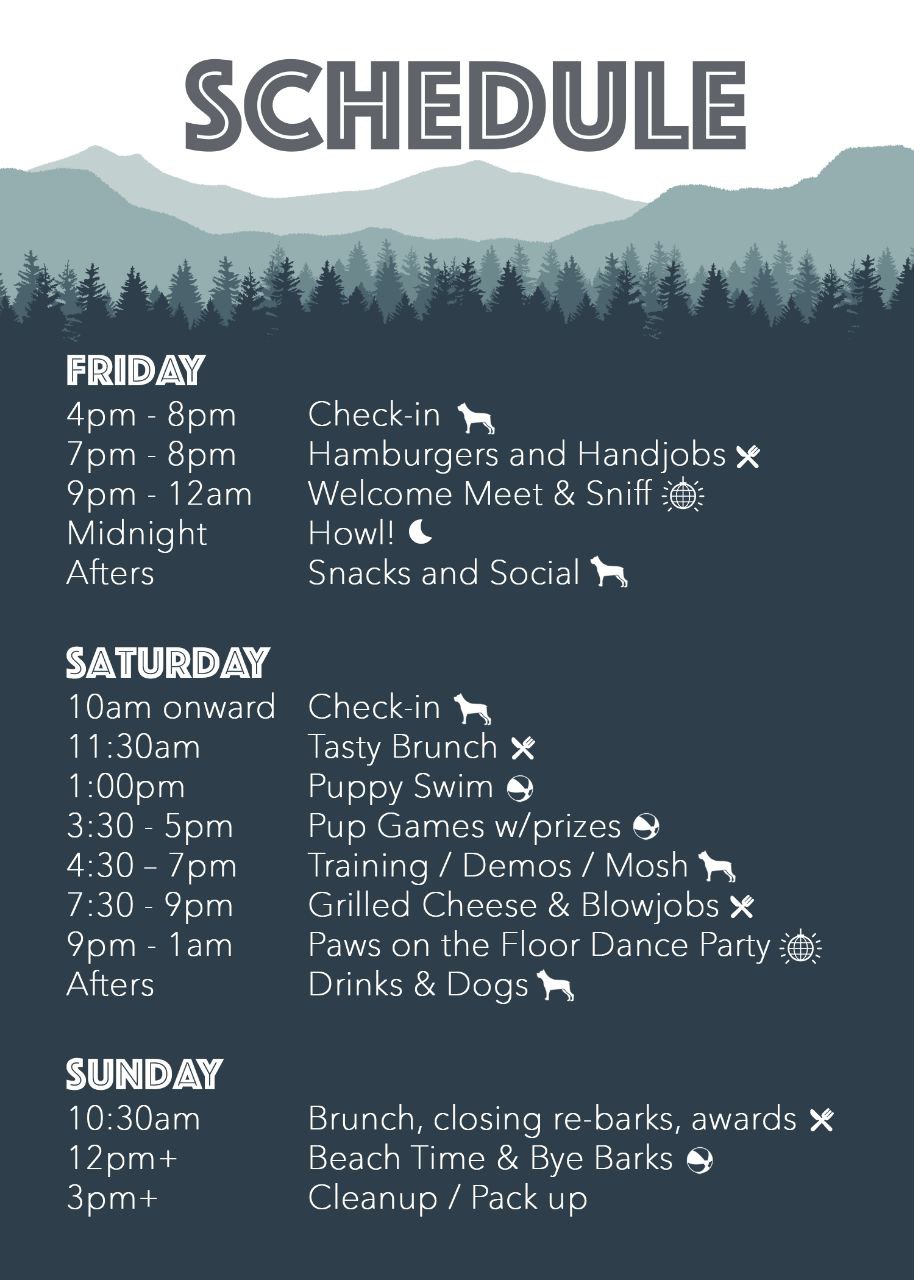 SCHEDULE
FRIDAY
4pm - 8pm Check-in
7pm - 8pm Hamburgers and Handjobs
9pm - 12am Welcome Meet & Sniff
Midnight Howl!
Afters Snacks and Social
SATURDAY
10am onward Check-in
11:30am Tasty Brunch
1:00pm Puppy Swim
3:30 - 5pm Pup Games w/prizes
4:30 – 7pm Training / Demos / Mosh
7:30 - 9pm Grilled Cheese & Blowjobs
9pm - 1am Paws on the Floor Dance Party
Afters Drinks & Dogs
SUNDAY
10:30am Brunch, closing re-barks, awards
12pm+ Beach Time & Bye Barks
3pm+ Cleanup / Pack up